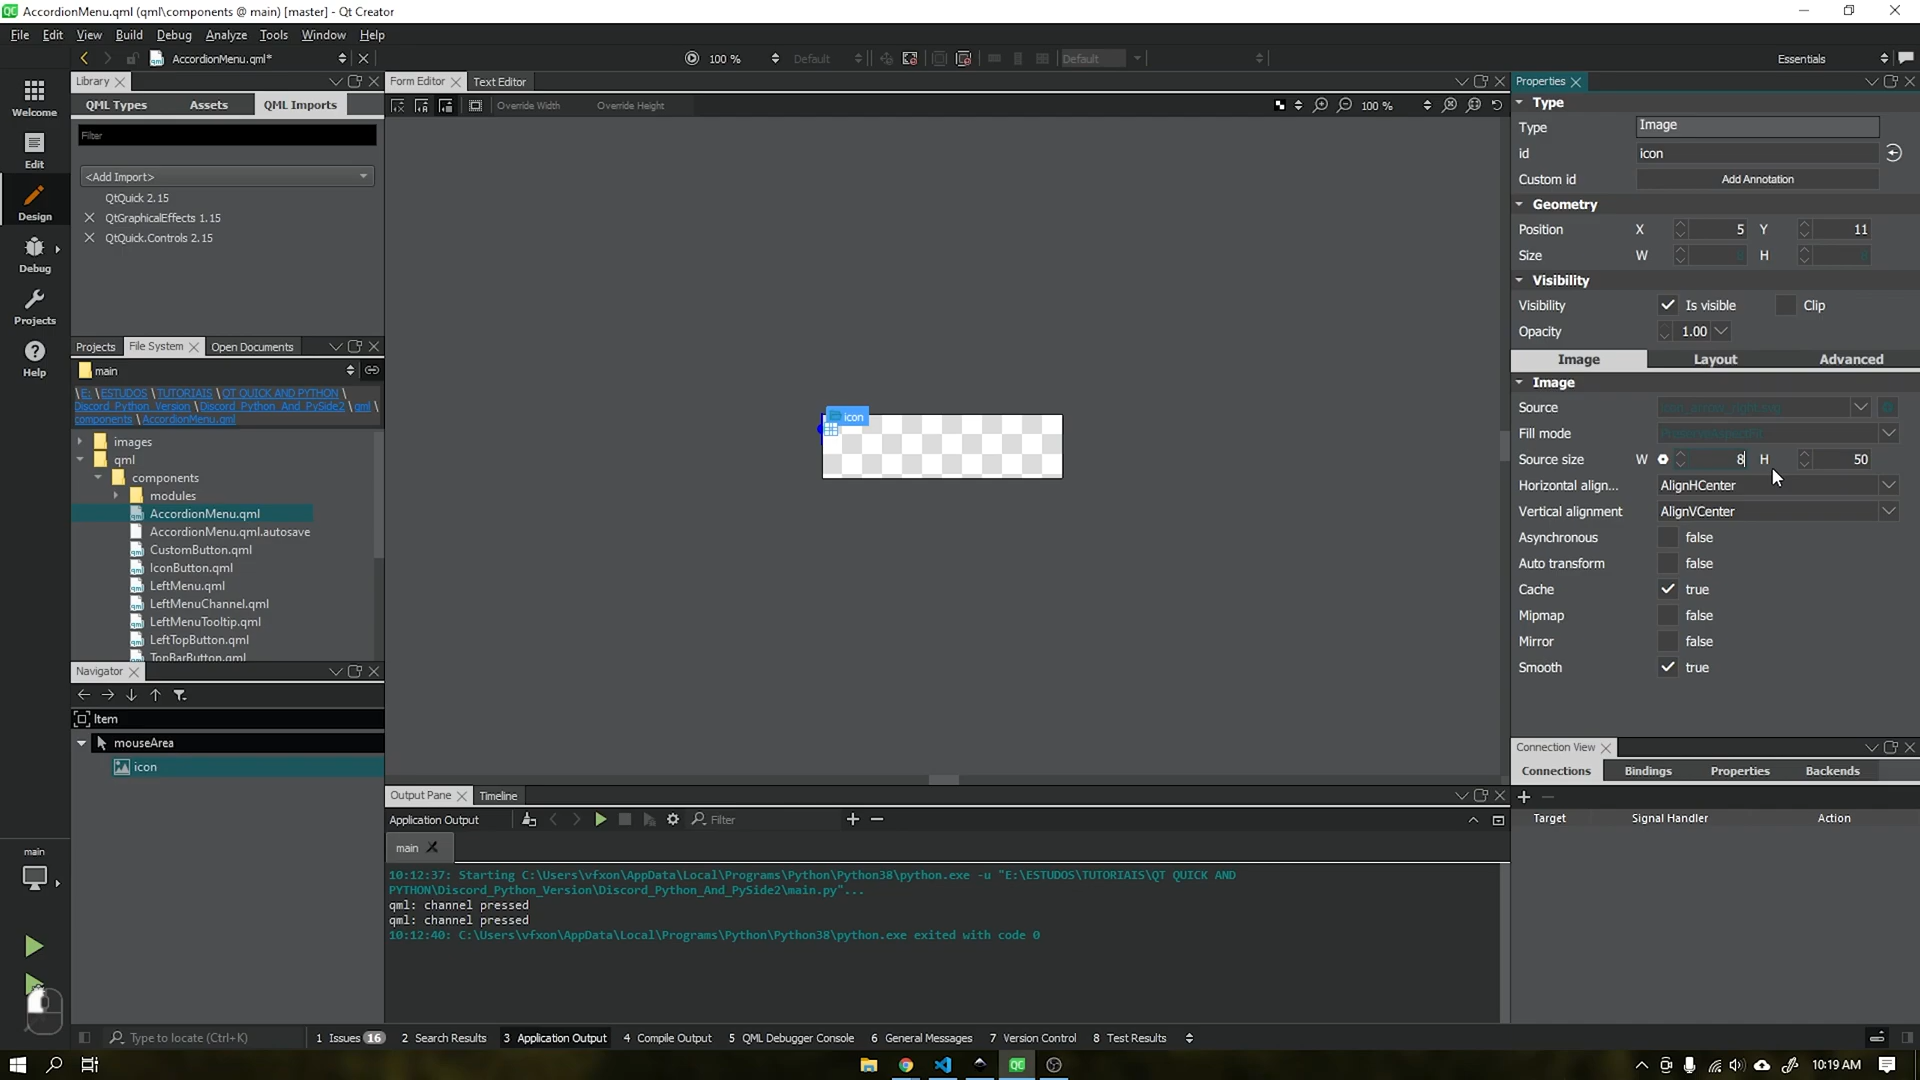 AccordionMenu.qml (qml\components @ main) [master] - Qt Creator
File Edit View Build Debug Analyze Tools Window Help
AccordionMenu.qml* 100 % Default Default Essentials
Library Form Editor Text Editor Properties
QML Types Assets QML Imports Override Width Override Height 100 %
Welcome
Edit
Design
Debug
Projects
Help
Filter
<Add Import>
QtQuick 2.15
QtGraphicalEffects 1.15
QtQuick.Controls 2.15
Projects File System Open Documents
main
\E: \ESTUDOS \TUTORIAIS \QT QUICK AND PYTHON \
Discord_Python_Version \Discord_Python_And_PySide2 \qml \
components \AccordionMenu.qml
images
qml
components
modules
AccordionMenu.qml
AccordionMenu.qml.autosave
CustomButton.qml
IconButton.qml
LeftMenu.qml
LeftMenuChannel.qml
LeftMenuTooltip.qml
LeftTopButton.qml
TopBarButton.qml
Navigator
Item
mouseArea
icon
icon
Type
Type Image
id icon
Custom id Add Annotation
Geometry
Position X 5 Y 11
Size W H
Visibility
Visibility Is visible Clip
Opacity 1.00
Image Layout Advanced
Image
Source
Fill mode PreserveAspectFit
Source size W 8 H 50
Horizontal align... AlignHCenter
Vertical alignment AlignVCenter
Asynchronous false
Auto transform false
Cache true
Mipmap false
Mirror false
Smooth true
Connection View
Connections Bindings Properties Backends
Target Signal Handler Action
Output Pane Timeline
Application Output Filter
main
10:12:37: Starting C:\Users\vfxon\AppData\Local\Programs\Python\Python38\python.exe -u "E:\ESTUDOS\TUTORIAIS\QT QUICK AND
PYTHON\Discord_Python_Version\Discord_Python_And_PySide2\main.py"...
qml: channel pressed
qml: channel pressed
10:12:40: C:\Users\vfxon\AppData\Local\Programs\Python\Python38\python.exe exited with code 0
main
Type to locate (Ctrl+K) 1 Issues 16 2 Search Results 3 Application Output 4 Compile Output 5 QML Debugger Console 6 General Messages 7 Version Control 8 Test Results
10:19 AM